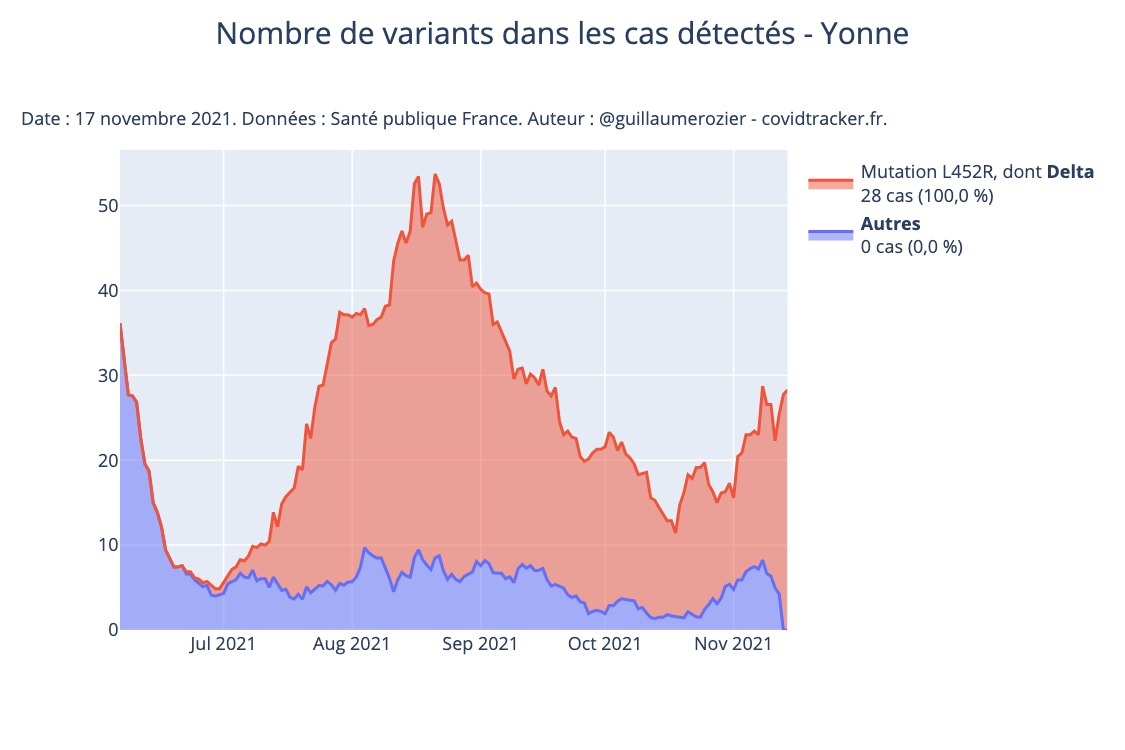 Nombre de variants dans les cas détectés - Yonne
Date : 17 novembre 2021. Données : Santé publique France. Auteur : @guillaumerozier - covidtracker.fr.
Mutation L452R, dont Delta
28 cas (100,0 %)
Autres
0 cas (0,0 %)
50
40
30
20
10
0
Jul 2021
Aug 2021
Sep 2021
Oct 2021
Nov 2021